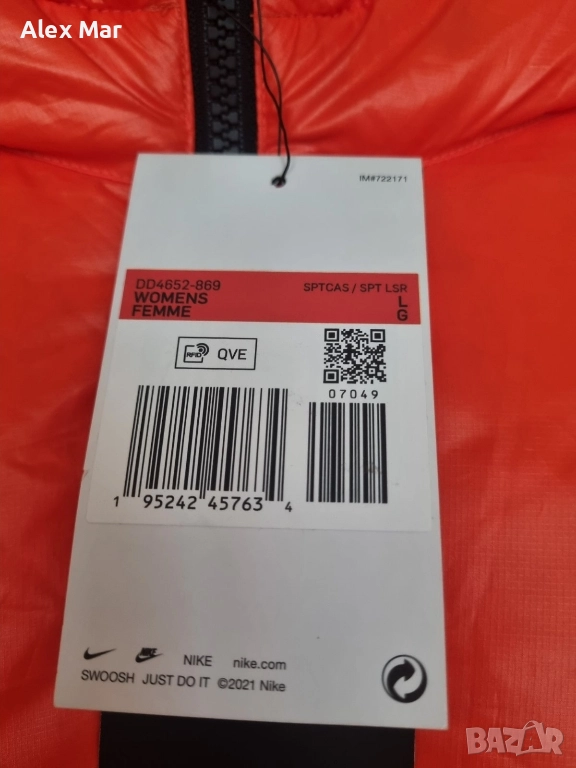 Alex Mar
IM#722171
DD4652-869
WOMENS
FEMME
SPTCAS / SPT LSR
L
G
RFID QVE
07049
1 95242 45763 4
NIKE nike.com
SWOOSH JUST DO IT ©2021 Nike
BAZAR